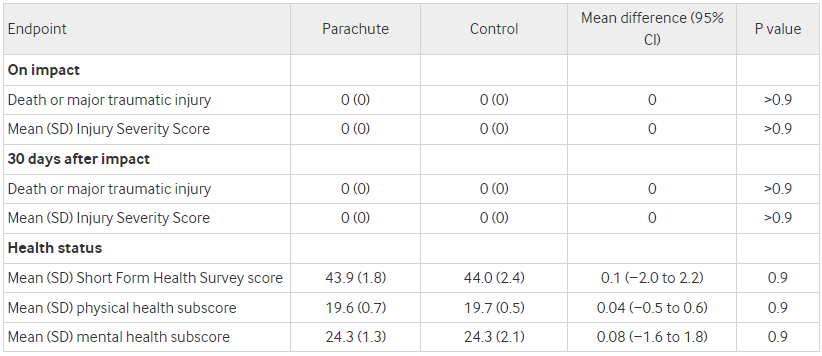 Endpoint Parachute Control Mean difference (95% CI) P value
On impact
Death or major traumatic injury 0 (0) 0 (0) 0 >0.9
Mean (SD) Injury Severity Score 0 (0) 0 (0) 0 >0.9
30 days after impact
Death or major traumatic injury 0 (0) 0 (0) 0 >0.9
Mean (SD) Injury Severity Score 0 (0) 0 (0) 0 >0.9
Health status
Mean (SD) Short Form Health Survey score 43.9 (1.8) 44.0 (2.4) 0.1 (−2.0 to 2.2) 0.9
Mean (SD) physical health subscore 19.6 (0.7) 19.7 (0.5) 0.04 (−0.5 to 0.6) 0.9
Mean (SD) mental health subscore 24.3 (1.3) 24.3 (2.1) 0.08 (−1.6 to 1.8) 0.9